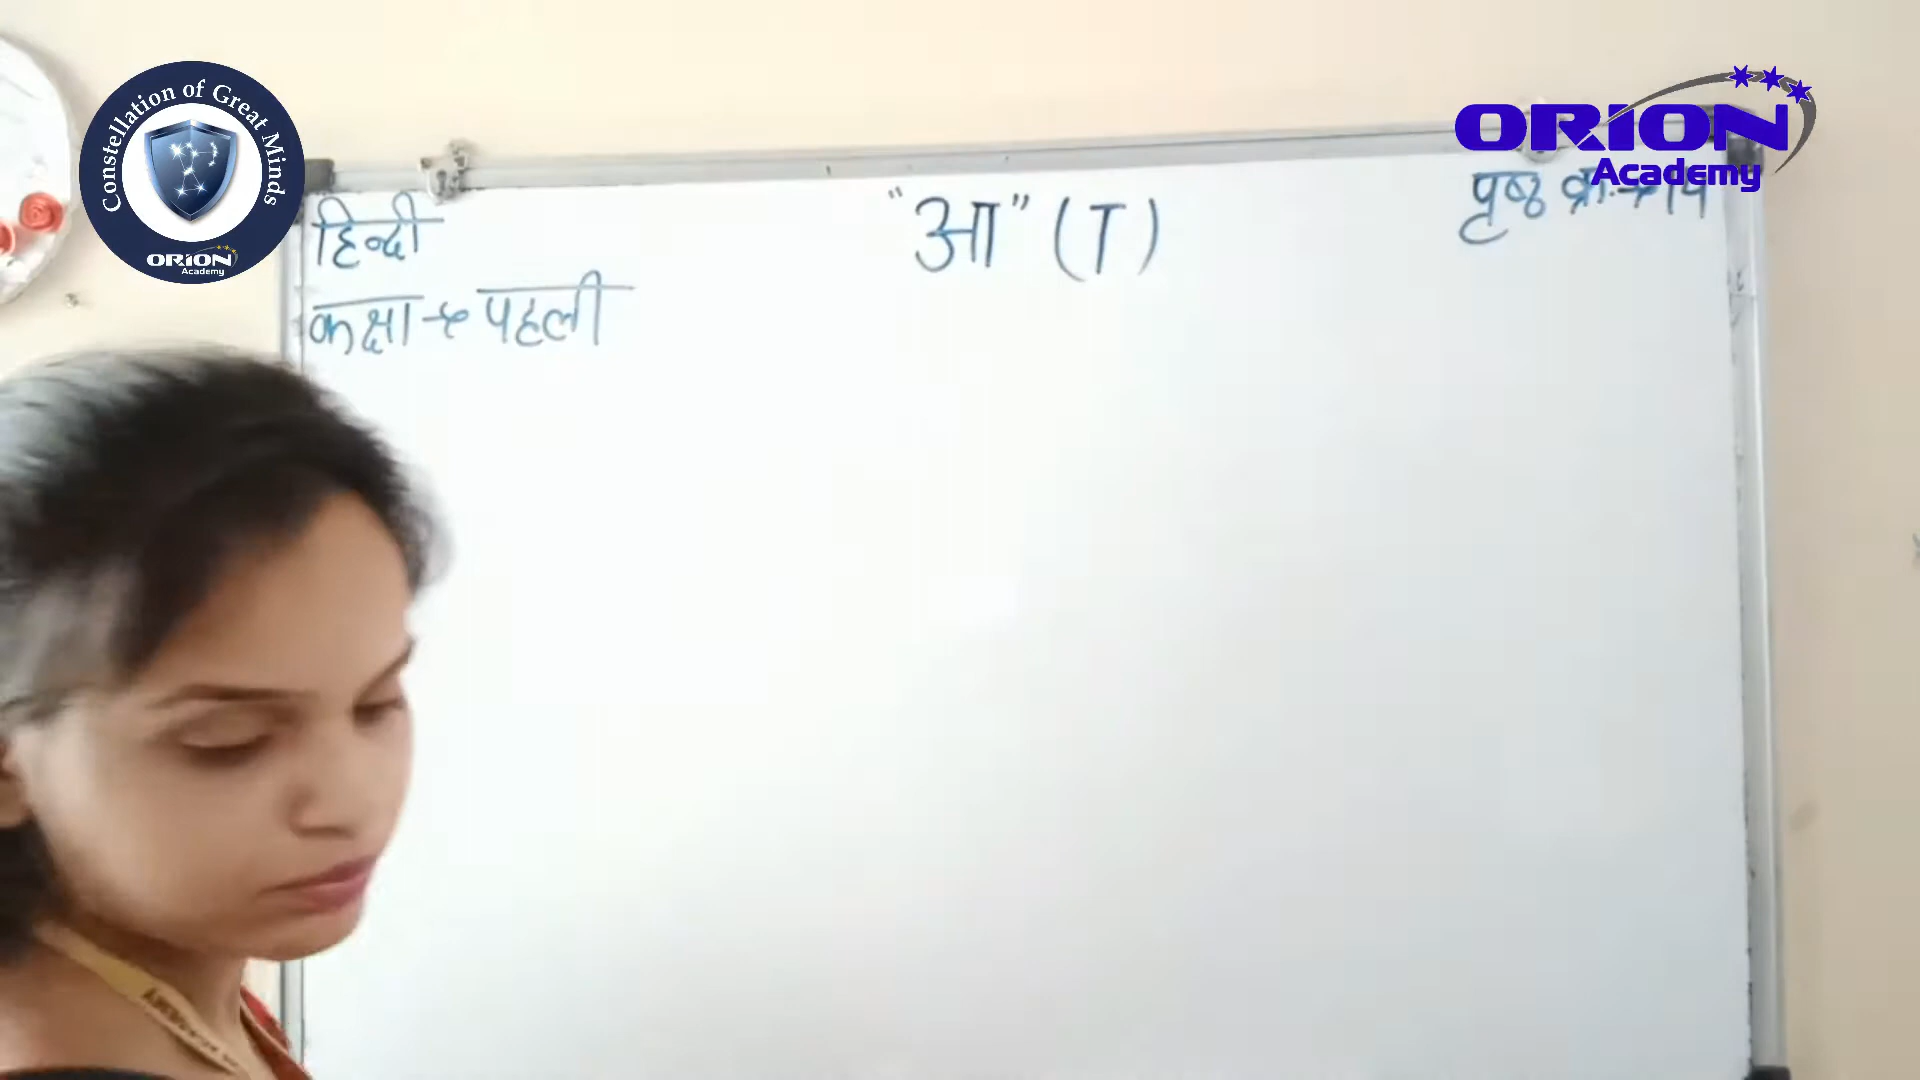 Constellation of Great Minds
ORION
Academy
ORION
Academy
हिन्दी
"आ" (ा)
पृष्ठ क्र.→
कक्षा → पहली